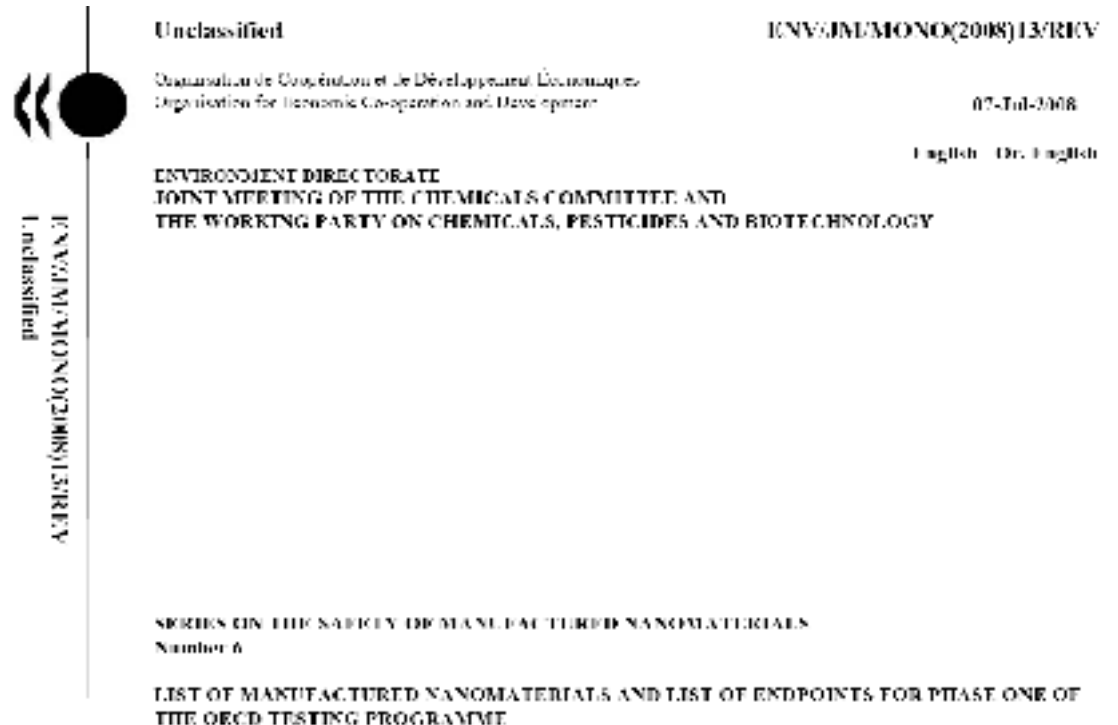 Unclassified
ENV/JM/MONO(2008)13/REV
Organisation de Coopération et de Développement Économiques
Organisation for Economic Co-operation and Development
07-Jul-2008
English - Or. English
ENVIRONMENT DIRECTORATE
JOINT MEETING OF THE CHEMICALS COMMITTEE AND
THE WORKING PARTY ON CHEMICALS, PESTICIDES AND BIOTECHNOLOGY
ENV/JM/MONO(2008)13/REV
Unclassified
SERIES ON THE SAFETY OF MANUFACTURED NANOMATERIALS
Number 6
LIST OF MANUFACTURED NANOMATERIALS AND LIST OF ENDPOINTS FOR PHASE ONE OF
THE OECD TESTING PROGRAMME